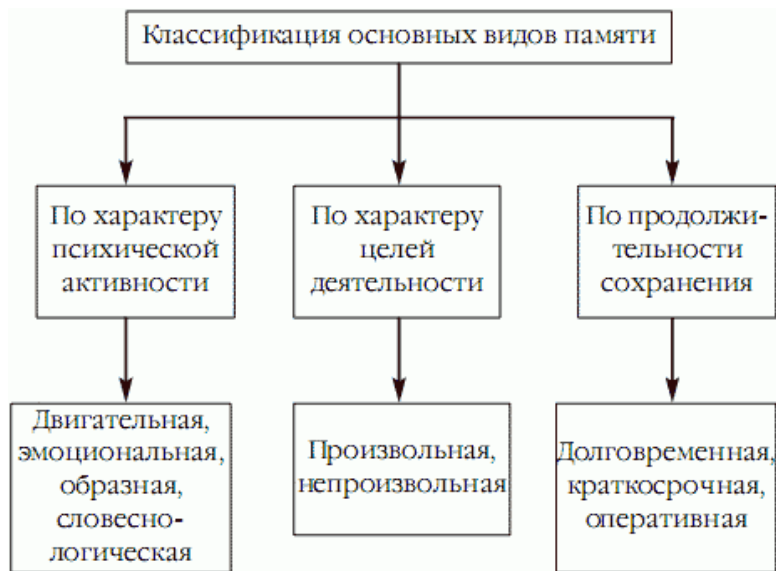 Классификация основных видов памяти
По характеру
психической
активности
По характеру
целей
деятельности
По продолжи-
тельности
сохранения
Двигательная,
эмоциональная,
образная,
словесно-
логическая
Произвольная,
непроизвольная
Долговременная,
краткосрочная,
оперативная